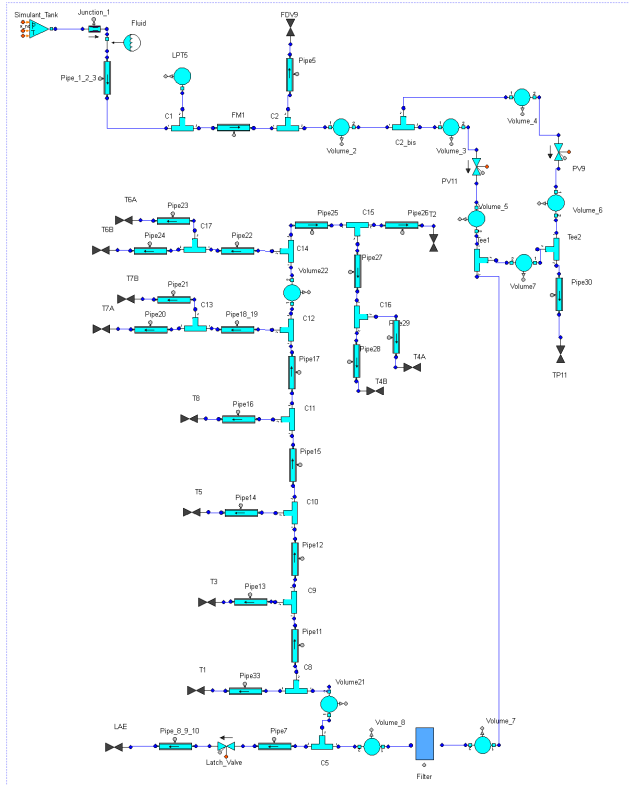 Simulant_Tank
Junction_1
Fluid
FDV9
LPT5
Pipe5
Pipe_1_2_3
C1
FM1
C2
Volume_2
C2_bis
Volume_3
Volume_4
PV11
PV9
Volume_5
Volume_6
Tee1
Tee2
Volume7
Pipe30
TP11
T6A
Pipe23
C17
T6B
Pipe24
Pipe22
C14
Pipe25
C15
Pipe26
T2
Pipe27
Volume22
T7B
Pipe21
C13
T7A
Pipe20
Pipe18_19
C12
C16
Pipe29
Pipe28
T4A
T4B
Pipe17
T8
Pipe16
C11
Pipe15
T5
Pipe14
C10
Pipe12
T3
Pipe13
C9
Pipe11
T1
Pipe33
C8
Volume21
LAE
Pipe_8_9_10
Latch_Valve
Pipe7
C5
Volume_8
Filter
Volume_7